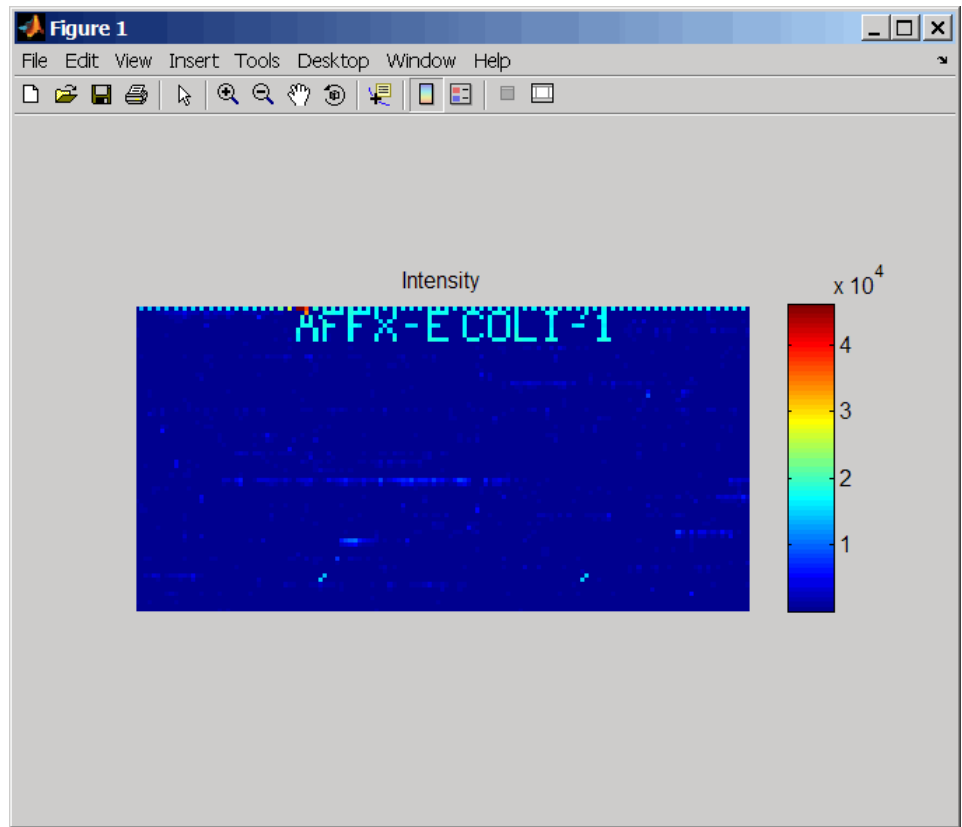 Figure 1
File Edit View Insert Tools Desktop Window Help
Intensity
x 10^4
AFFX-ECOLI-1
4
3
2
1